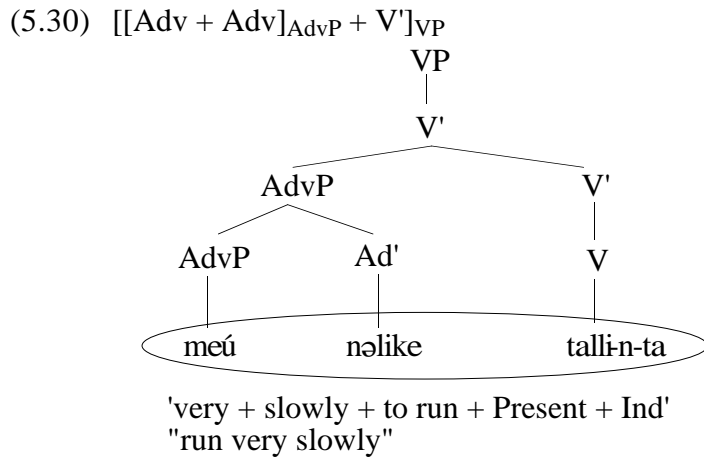 (5.30) [[Adv + Adv]AdvP + V']VP
VP
V'
AdvP V'
AdvP Ad' V
meú nəlike talli-n-ta
'very + slowly + to run + Present + Ind'
"run very slowly"